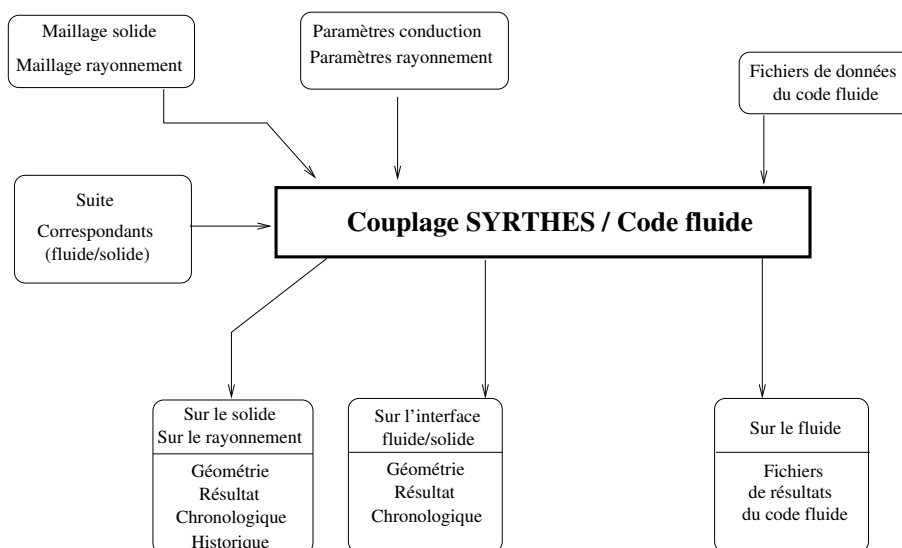 Maillage solide
Maillage rayonnement
Paramètres conduction
Paramètres rayonnement
Fichiers de données
du code fluide
Suite
Correspondants
(fluide/solide)
Couplage SYRTHES / Code fluide
Sur le solide
Sur le rayonnement
Géométrie
Résultat
Chronologique
Historique
Sur l'interface
fluide/solide
Géométrie
Résultat
Chronologique
Sur le fluide
Fichiers
de résultats
du code fluide